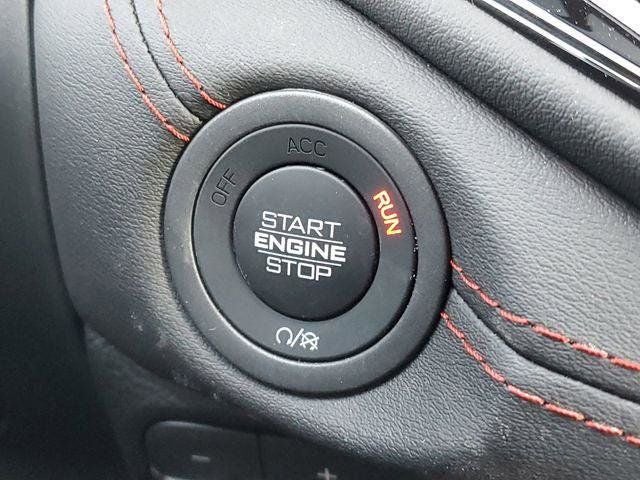 OFF
ACC
RUN
START
ENGINE
STOP
-
+